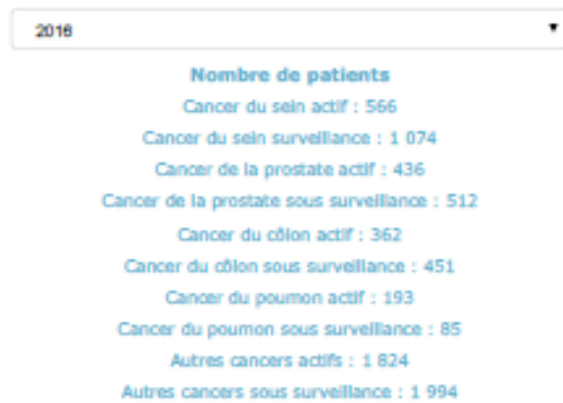 2016
Nombre de patients
Cancer du sein actif : 566
Cancer du sein surveillance : 1 074
Cancer de la prostate actif : 436
Cancer de la prostate sous surveillance : 512
Cancer du côlon actif : 362
Cancer du côlon sous surveillance : 451
Cancer du poumon actif : 193
Cancer du poumon sous surveillance : 85
Autres cancers actifs : 1 824
Autres cancers sous surveillance : 1 994